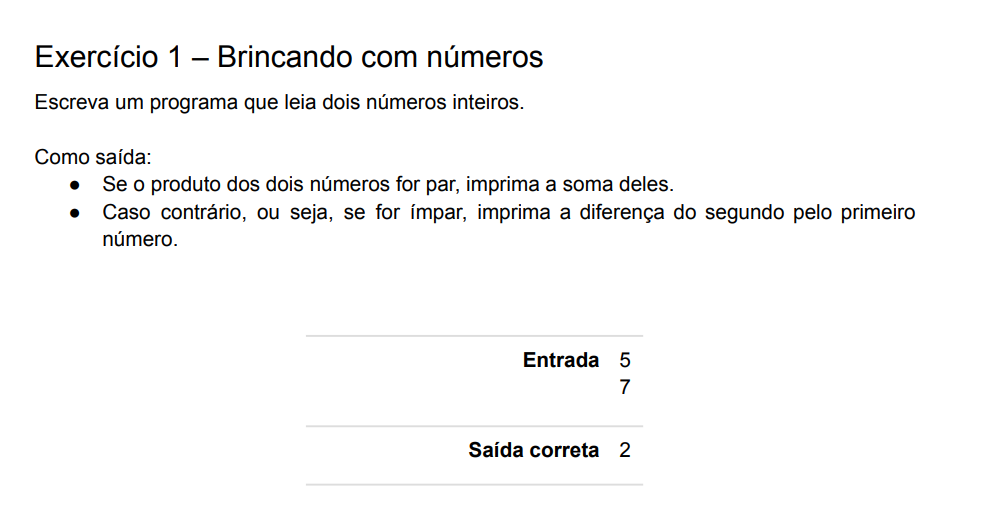 Exercício 1 – Brincando com números
Escreva um programa que leia dois números inteiros.
Como saída:
● Se o produto dos dois números for par, imprima a soma deles.
● Caso contrário, ou seja, se for ímpar, imprima a diferença do segundo pelo primeiro
número.
Entrada 5
7
Saída correta 2